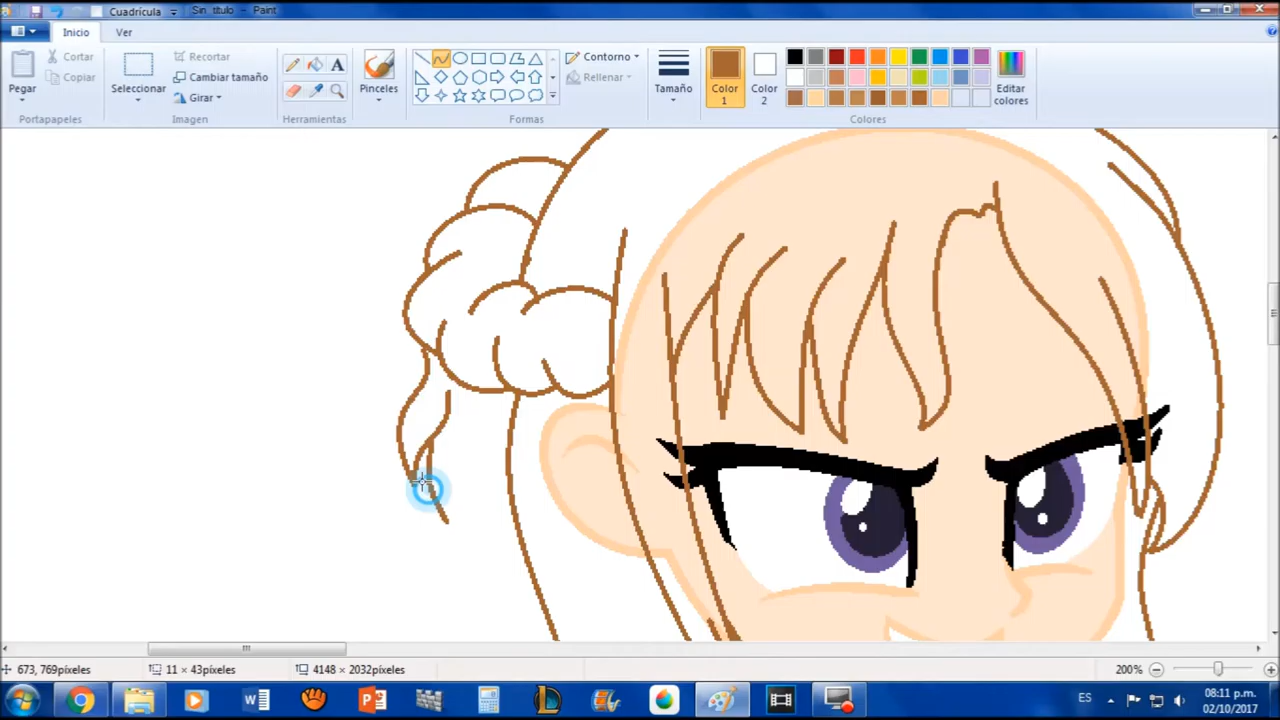 Cuadrícula
Sin título - Paint
Inicio
Ver
Pegar
Cortar
Copiar
Portapapeles
Seleccionar
Recortar
Cambiar tamaño
Girar
Imagen
A
Herramientas
Pinceles
Contorno
Rellenar
Formas
Tamaño
Color
1
Color
2
Editar
colores
Colores
673, 769píxeles
11 × 43píxeles
4148 × 2032píxeles
200%
ES
08:11 p.m.
02/10/2017